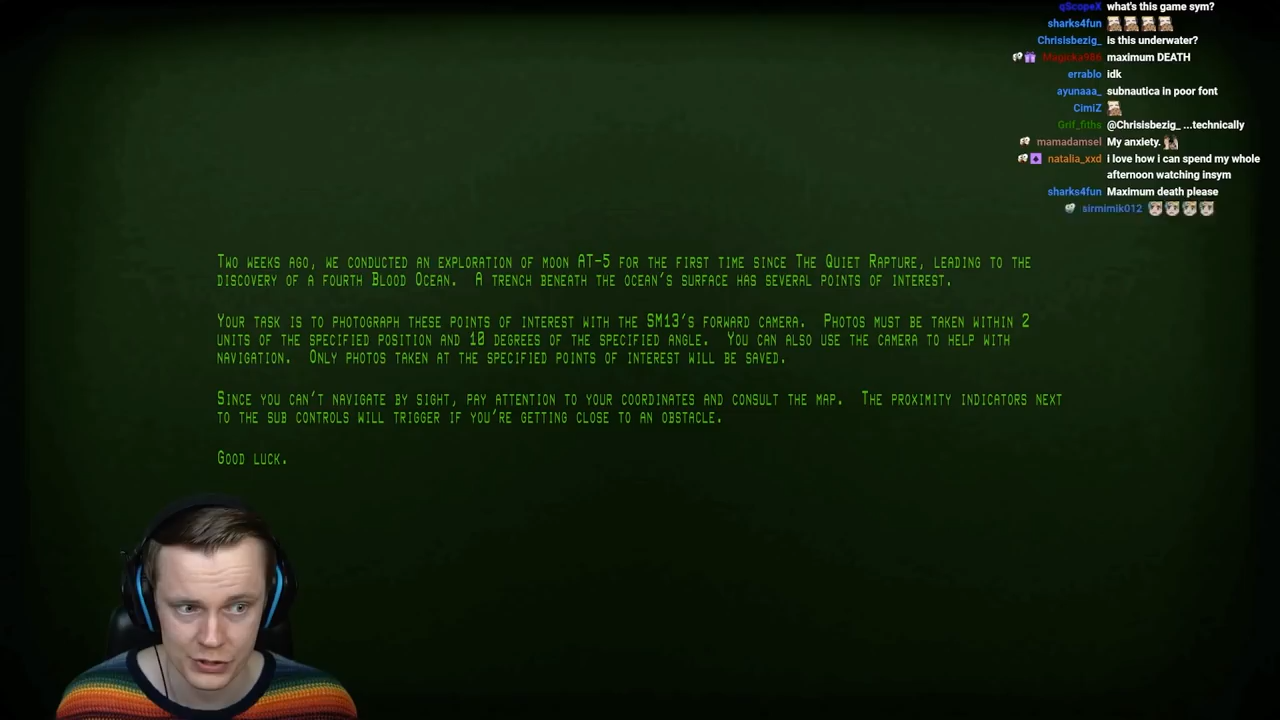 qScopeX what's this game sym?
sharks4fun
Chrisisbezig_ is this underwater?
Magicka986 maximum DEATH
errablo idk
ayunaaa_ subnautica in poor font
CimiZ
Grif_fiths @Chrisisbezig_ ...technically
mamadamsel My anxiety.
natalia_xxd i love how i can spend my whole
afternoon watching insym
sharks4fun Maximum death please
sirmimik012
Two weeks ago, we conducted an exploration of moon AT-5 for the first time since The Quiet Rapture, leading to the
discovery of a fourth Blood Ocean. A trench beneath the ocean's surface has several points of interest.
Your task is to photograph these points of interest with the SM13's forward camera. Photos must be taken within 2
units of the specified position and 10 degrees of the specified angle. You can also use the camera to help with
navigation. Only photos taken at the specified points of interest will be saved.
Since you can't navigate by sight, pay attention to your coordinates and consult the map. The proximity indicators next
to the sub controls will trigger if you're getting close to an obstacle.
Good luck.